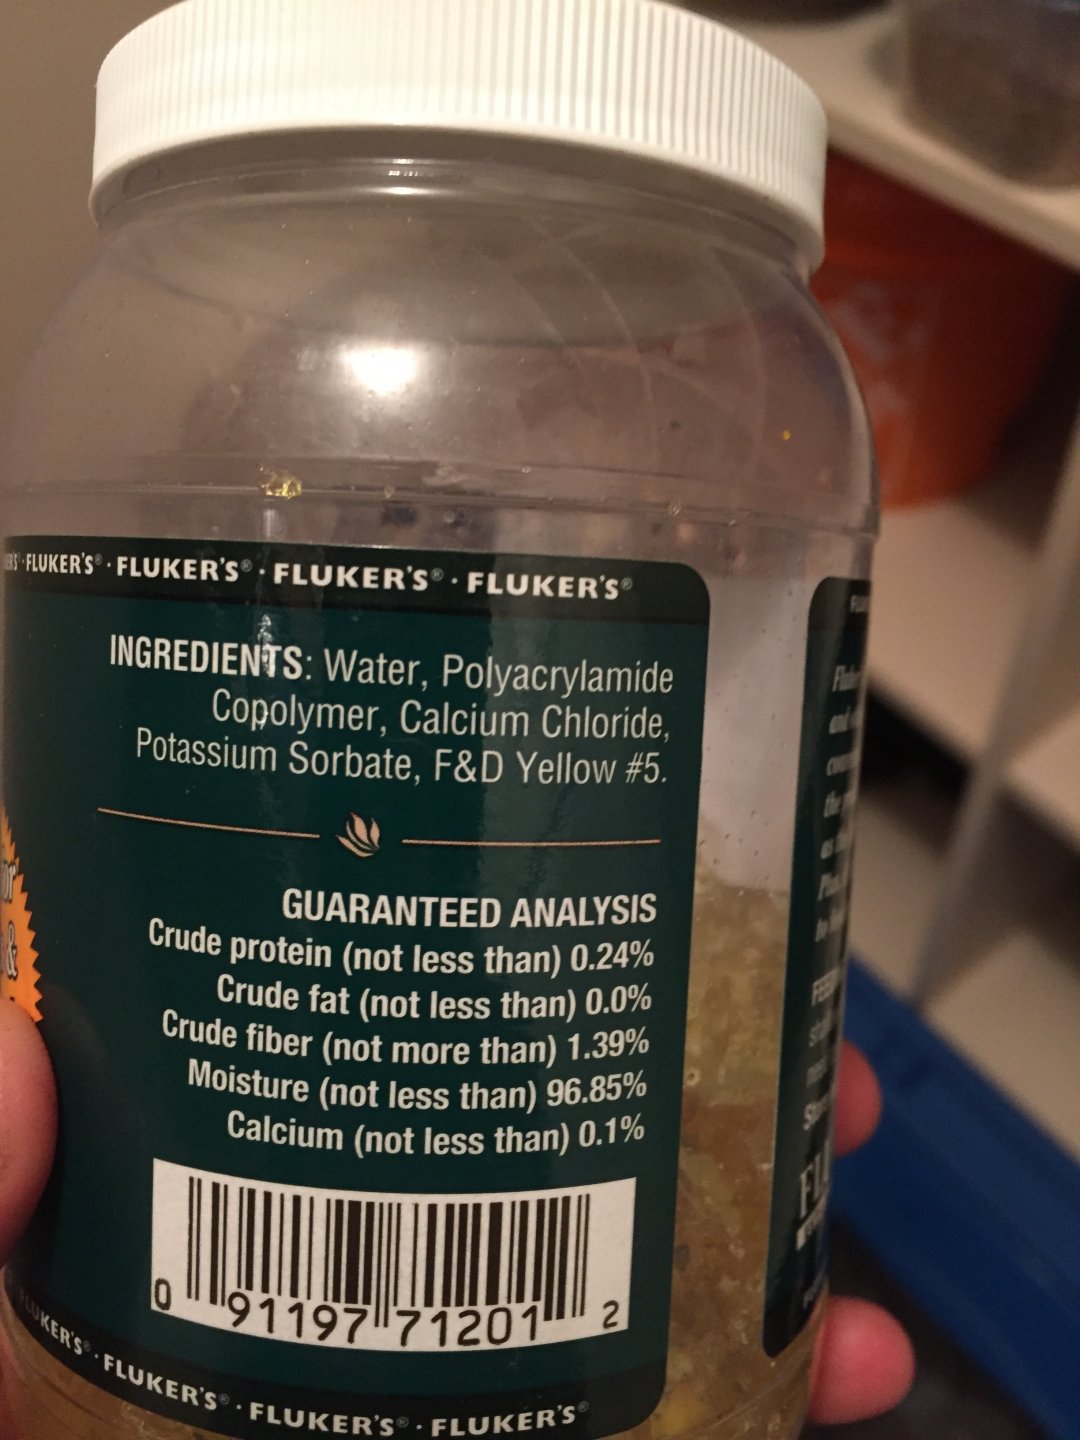 FLUKER'S® · FLUKER'S® · FLUKER'S® · FLUKER'S®
INGREDIENTS: Water, Polyacrylamide
Copolymer, Calcium Chloride,
Potassium Sorbate, F&D Yellow #5.
GUARANTEED ANALYSIS
Crude protein (not less than) 0.24%
Crude fat (not less than) 0.0%
Crude fiber (not more than) 1.39%
Moisture (not less than) 96.85%
Calcium (not less than) 0.1%
0 91197 71201 2
FLUKER'S® · FLUKER'S® · FLUKER'S® · FLUKER'S®
&